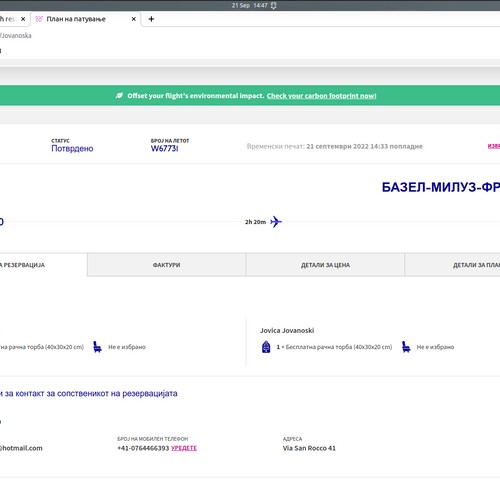 21 Sep 14:47
h res × План на патување × +
/Jovanoska
Offset your flight's environmental impact. Check your carbon footprint now!
СТАТУС БРОЈ НА ЛЕТОТ
Потврдено W6773I Временски печат: 21 септември 2022 14:33 попладне ИЗВЕ
БАЗЕЛ-МИЛУЗ-ФР
0 2h 20m
А РЕЗЕРВАЦИЈА ФАКТУРИ ДЕТАЛИ ЗА ЦЕНА ДЕТАЛИ ЗА ПЛА
Jovica Jovanoski
тна рачна торба (40x30x20 cm) Не е избрано 1 × Бесплатна рачна торба (40x30x20 cm) Не е избрано
и за контакт за сопственикот на резервацијата
БРОЈ НА МОБИЛЕН ТЕЛЕФОН АДРЕСА
@hotmail.com +41-0764466393 УРЕДЕТЕ Via San Rocco 41